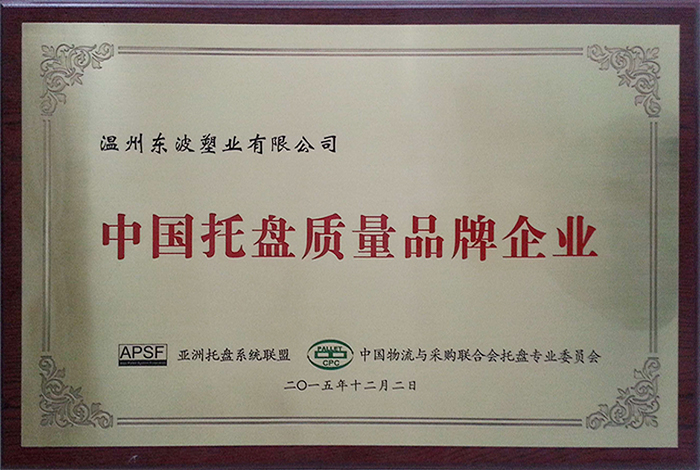 温州东波塑业有限公司
中国托盘质量品牌企业
APSF 亚洲托盘系统联盟 PALLET CPC 中国物流与采购联合会托盘专业委员会
二〇一五年十二月二日